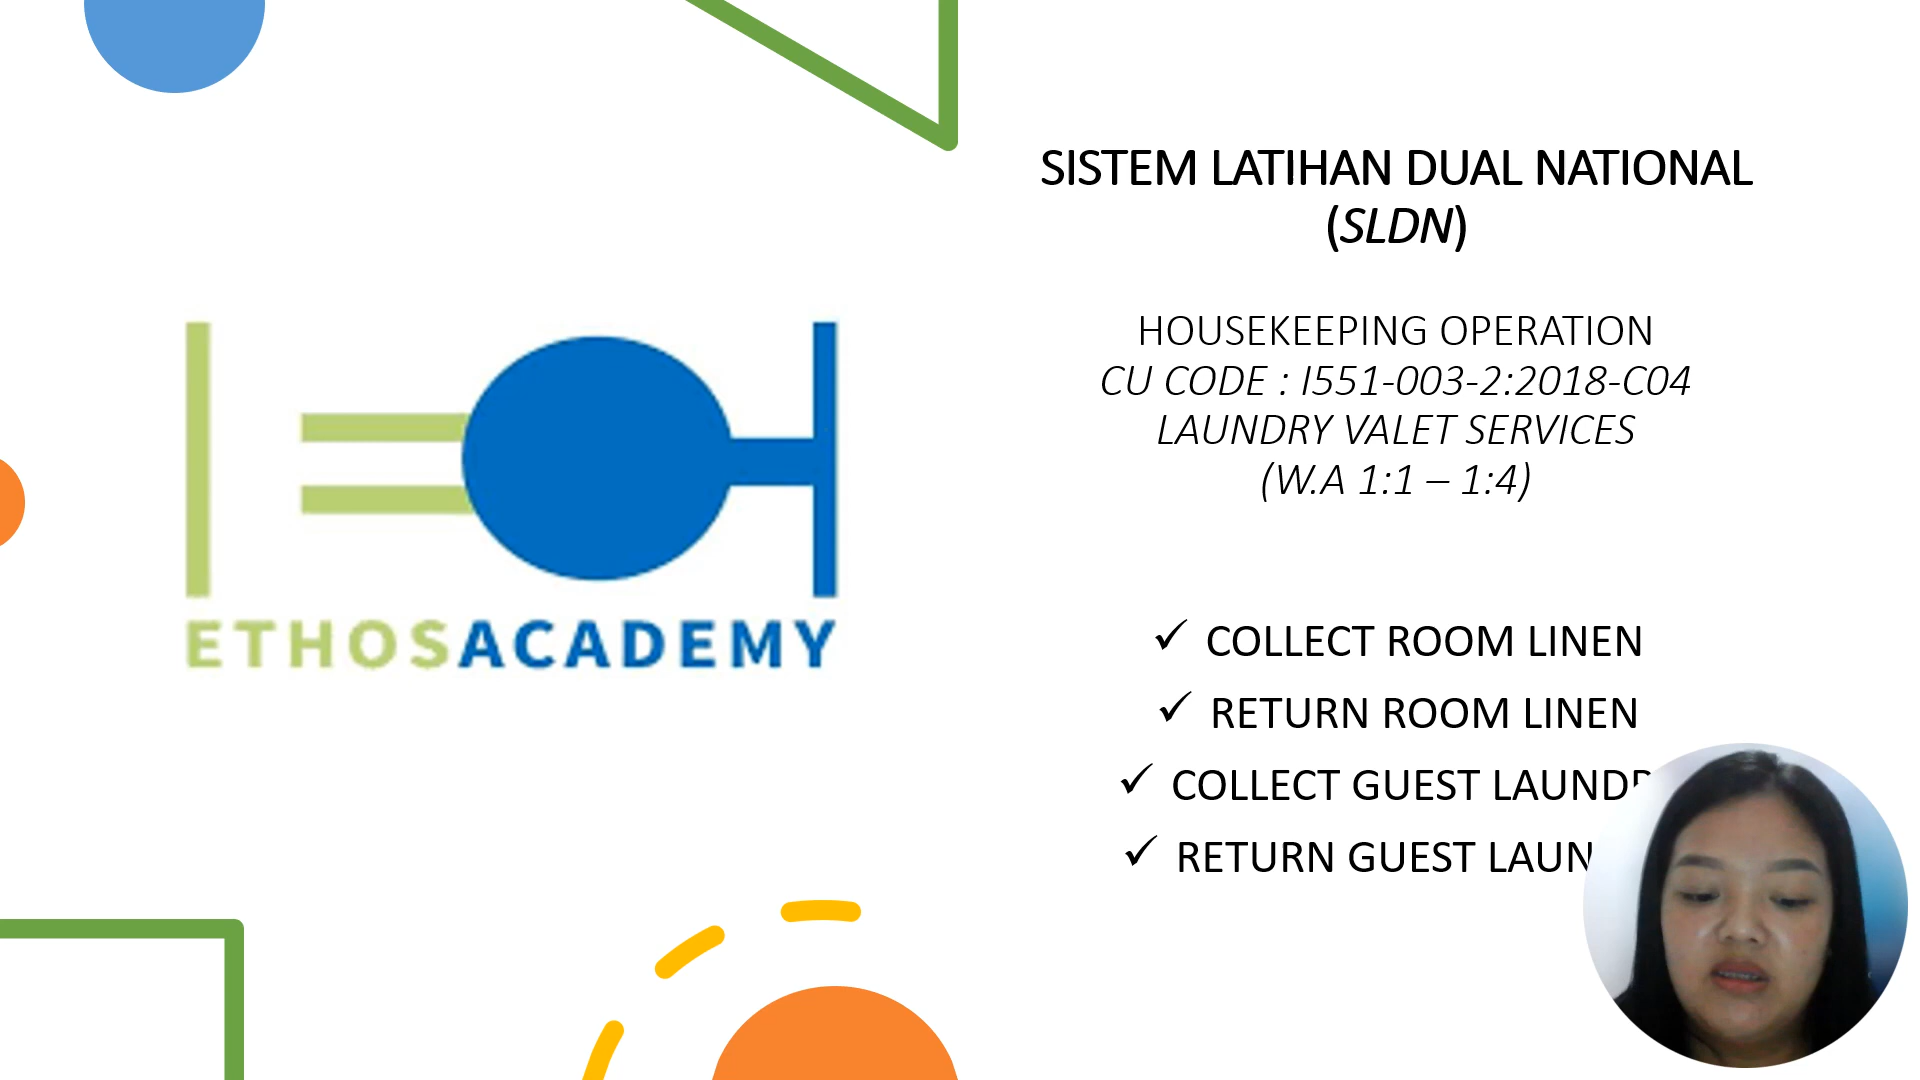 ETHOSACADEMY
SISTEM LATIHAN DUAL NATIONAL
(SLDN)
HOUSEKEEPING OPERATION
CU CODE : I551-003-2:2018-C04
LAUNDRY VALET SERVICES
(W.A 1:1 – 1:4)
✓ COLLECT ROOM LINEN
✓ RETURN ROOM LINEN
✓ COLLECT GUEST
✓ RETURN GUEST